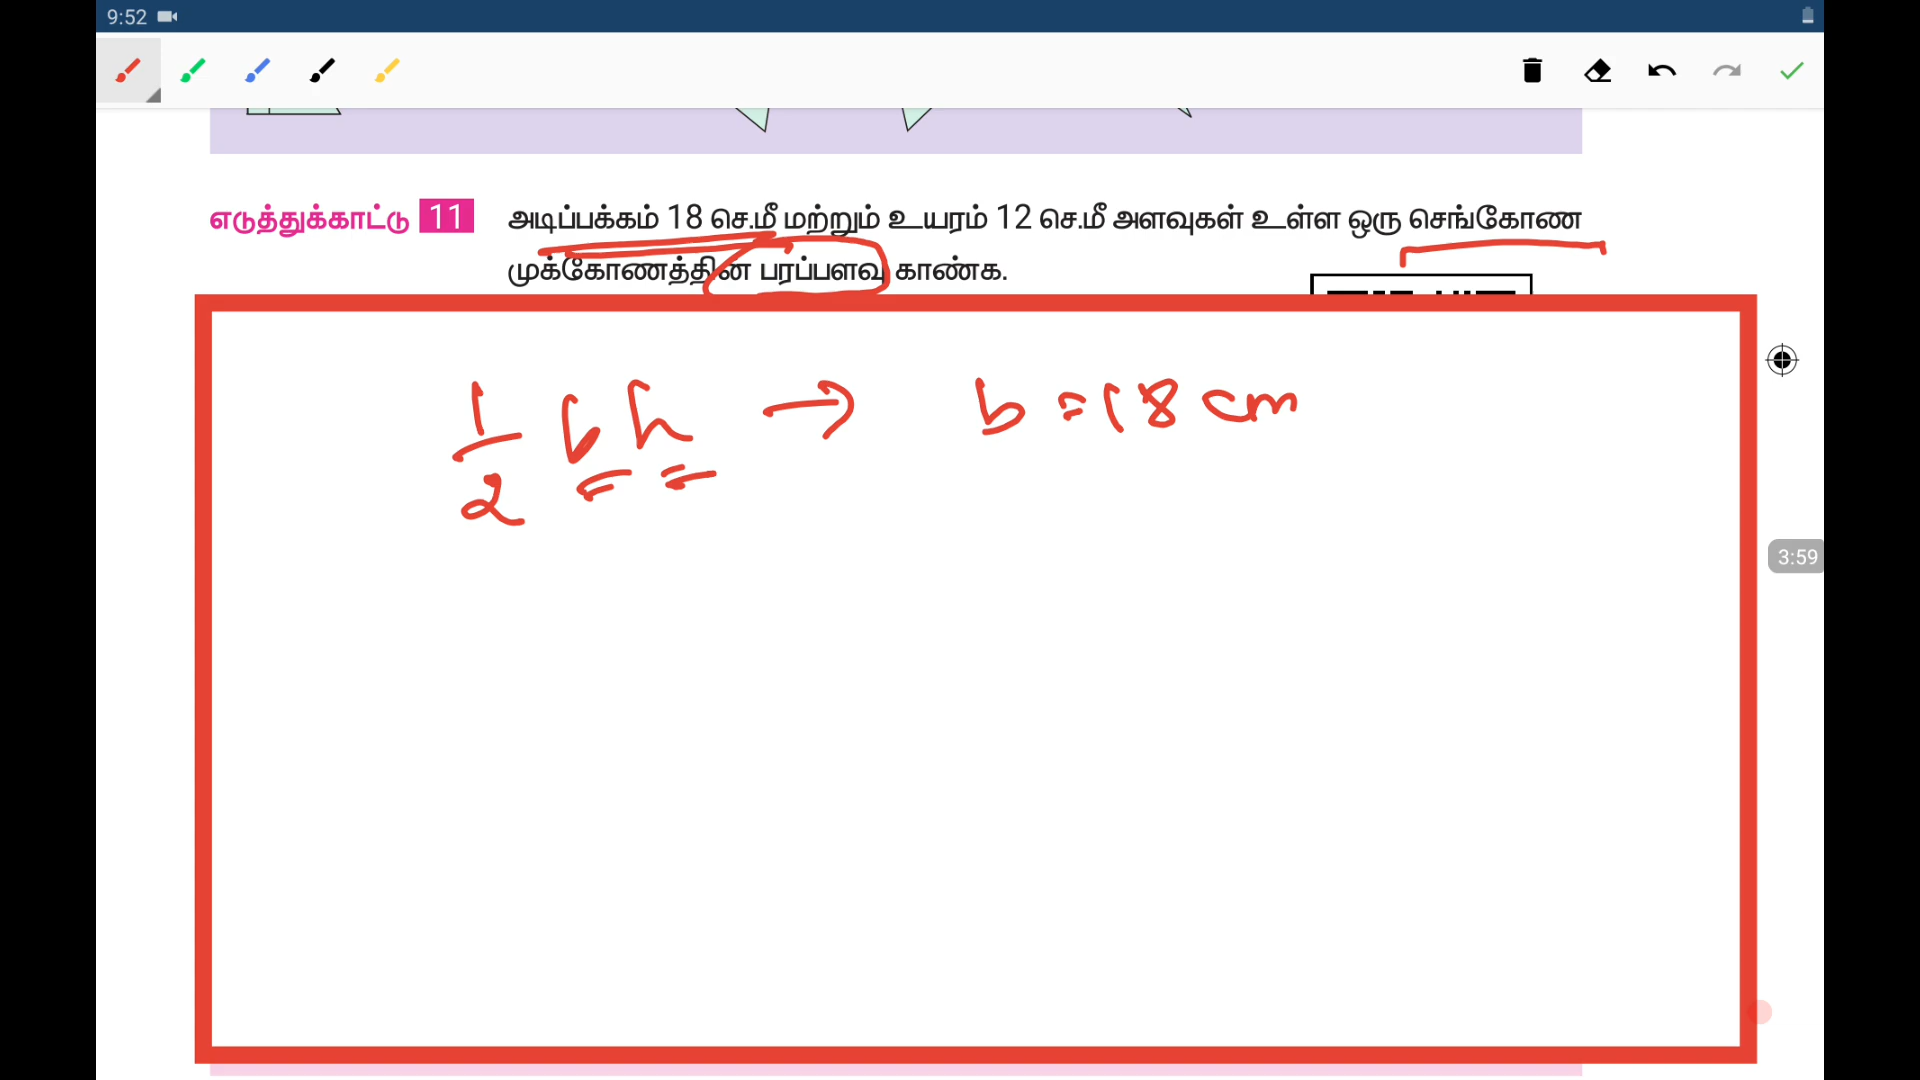 9:52
எடுத்துக்காட்டு 11 அடிப்பக்கம் 18 செ.மீ மற்றும் உயரம் 12 செ.மீ அளவுகள் உள்ள ஒரு செங்கோண
முக்கோணத்தின் பரப்பளவு காண்க.
1/2 bh → b = 18 cm
3:59